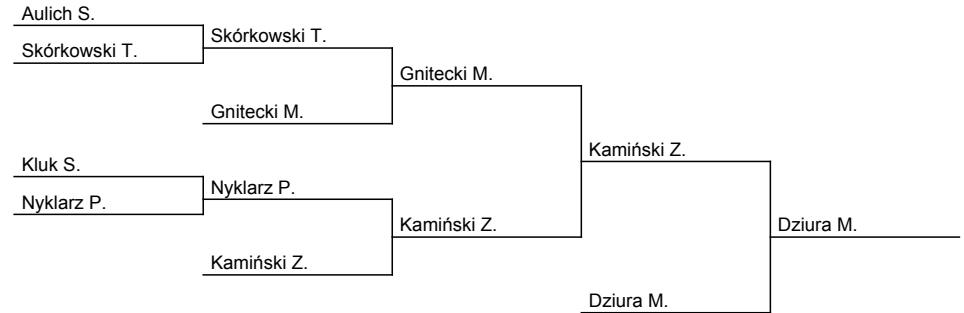 Aulich S.
Skórkowski T.
Skórkowski T.
Gnitecki M.
Gnitecki M.
Kamiński Z.
Kluk S.
Nyklarz P.
Nyklarz P.
Kamiński Z.
Dziura M.
Kamiński Z.
Dziura M.